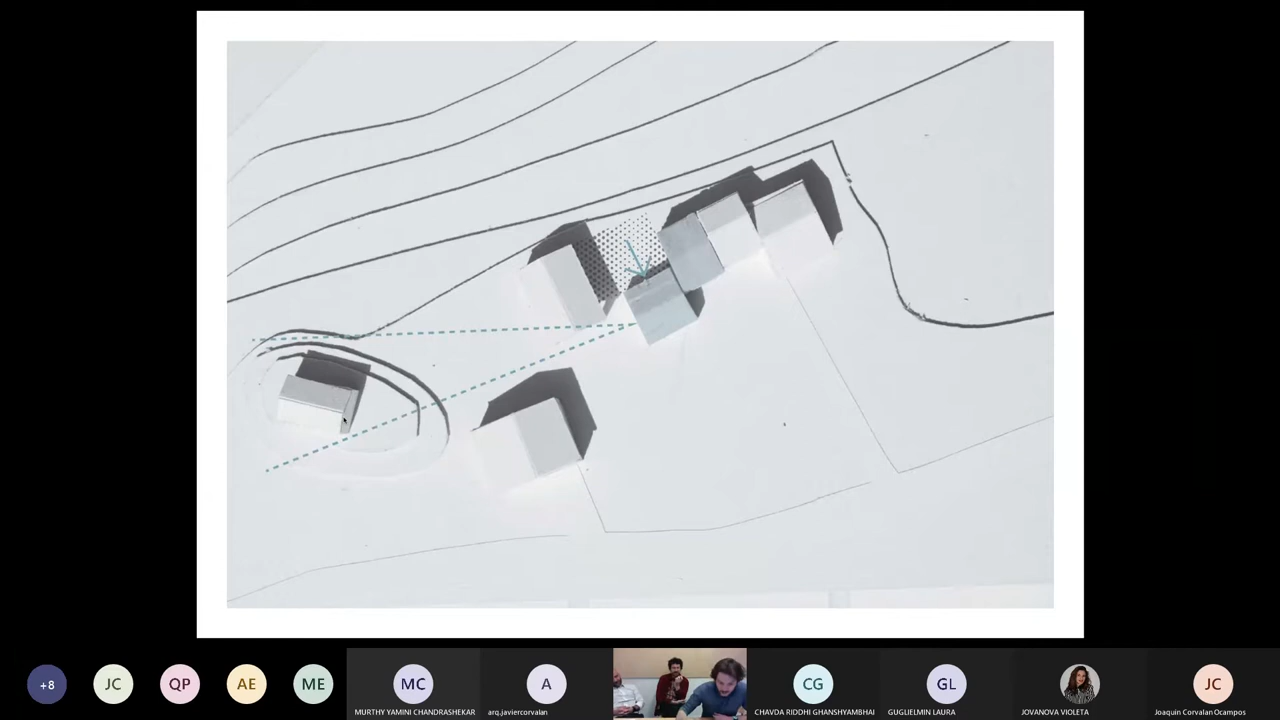 +8
JC
QP
AE
ME
MC
MURTHY YAMINI CHANDRASHEKAR
A
arq.javiercorvalan
CG
CHAVDA RIDDHI GHANSHYAMBHAI
GL
GUGLIELMIN LAURA
JOVANOVA VIOLETA
JC
Joaquin Corvalan Ocampos